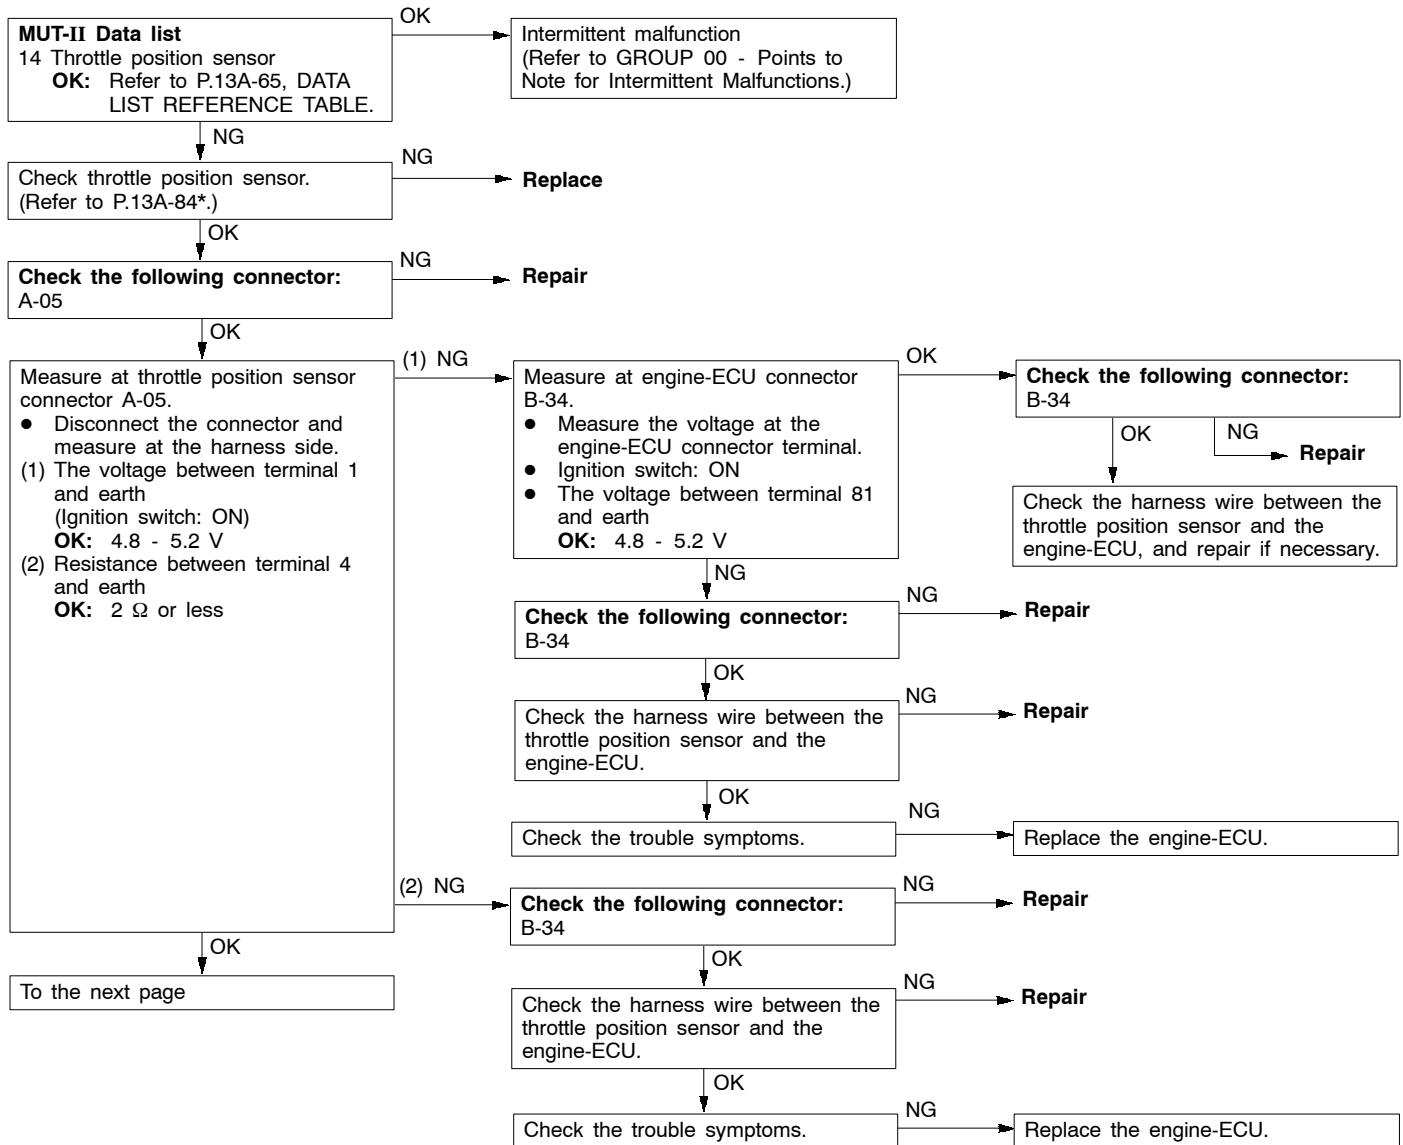 MUT-II Data list
14 Throttle position sensor
OK: Refer to P.13A-65, DATA
LIST REFERENCE TABLE.
OK
Intermittent malfunction
(Refer to GROUP 00 - Points to
Note for Intermittent Malfunctions.)
NG
Check throttle position sensor.
(Refer to P.13A-84*.)
NG
Replace
OK
Check the following connector:
A-05
NG
Repair
OK
Measure at throttle position sensor
connector A-05.
● Disconnect the connector and
measure at the harness side.
(1) The voltage between terminal 1
and earth
(Ignition switch: ON)
OK: 4.8 - 5.2 V
(2) Resistance between terminal 4
and earth
OK: 2 Ω or less
(1) NG
Measure at engine-ECU connector
B-34.
● Measure the voltage at the
engine-ECU connector terminal.
● Ignition switch: ON
● The voltage between terminal 81
and earth
OK: 4.8 - 5.2 V
OK
Check the following connector:
B-34
OK
NG
Repair
Check the harness wire between the
throttle position sensor and the
engine-ECU, and repair if necessary.
NG
Check the following connector:
B-34
NG
Repair
OK
Check the harness wire between the
throttle position sensor and the
engine-ECU.
NG
Repair
OK
Check the trouble symptoms.
NG
Replace the engine-ECU.
(2) NG
Check the following connector:
B-34
NG
Repair
OK
Check the harness wire between the
throttle position sensor and the
engine-ECU.
NG
Repair
OK
Check the trouble symptoms.
NG
Replace the engine-ECU.
OK
To the next page